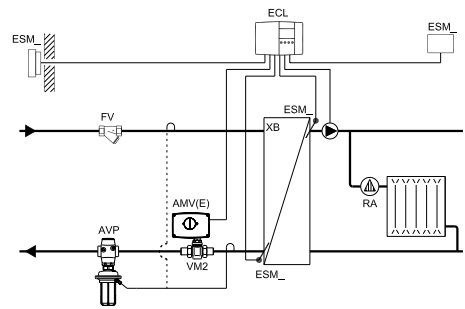 ECL
ESM_
ESM_
FV
ESM_
XB
AMV(E)
RA
AVP
VM2
ESM_